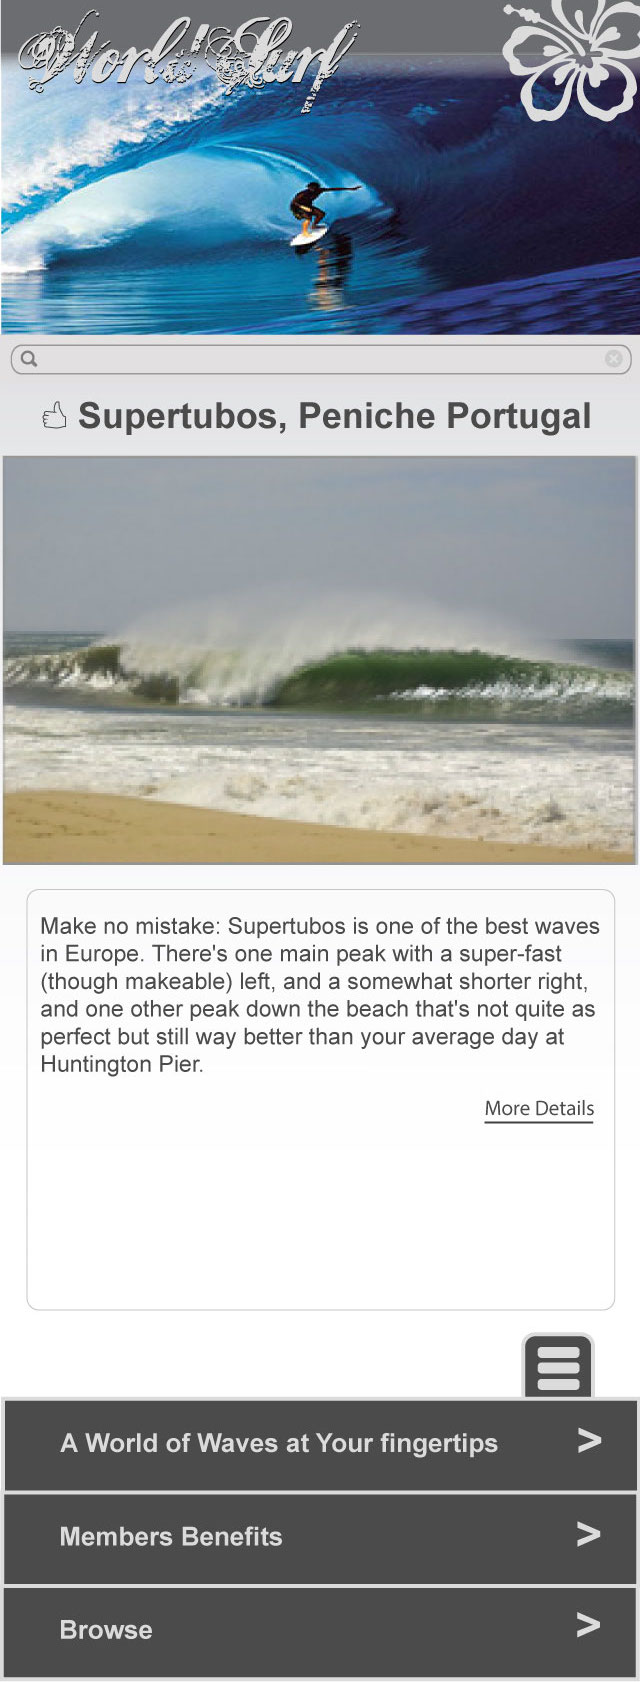 World Surf
Supertubos, Peniche Portugal
Make no mistake: Supertubos is one of the best waves
in Europe. There's one main peak with a super-fast
(though makeable) left, and a somewhat shorter right,
and one other peak down the beach that's not quite as
perfect but still way better than your average day at
Huntington Pier.
More Details
A World of Waves at Your fingertips >
Members Benefits >
Browse >